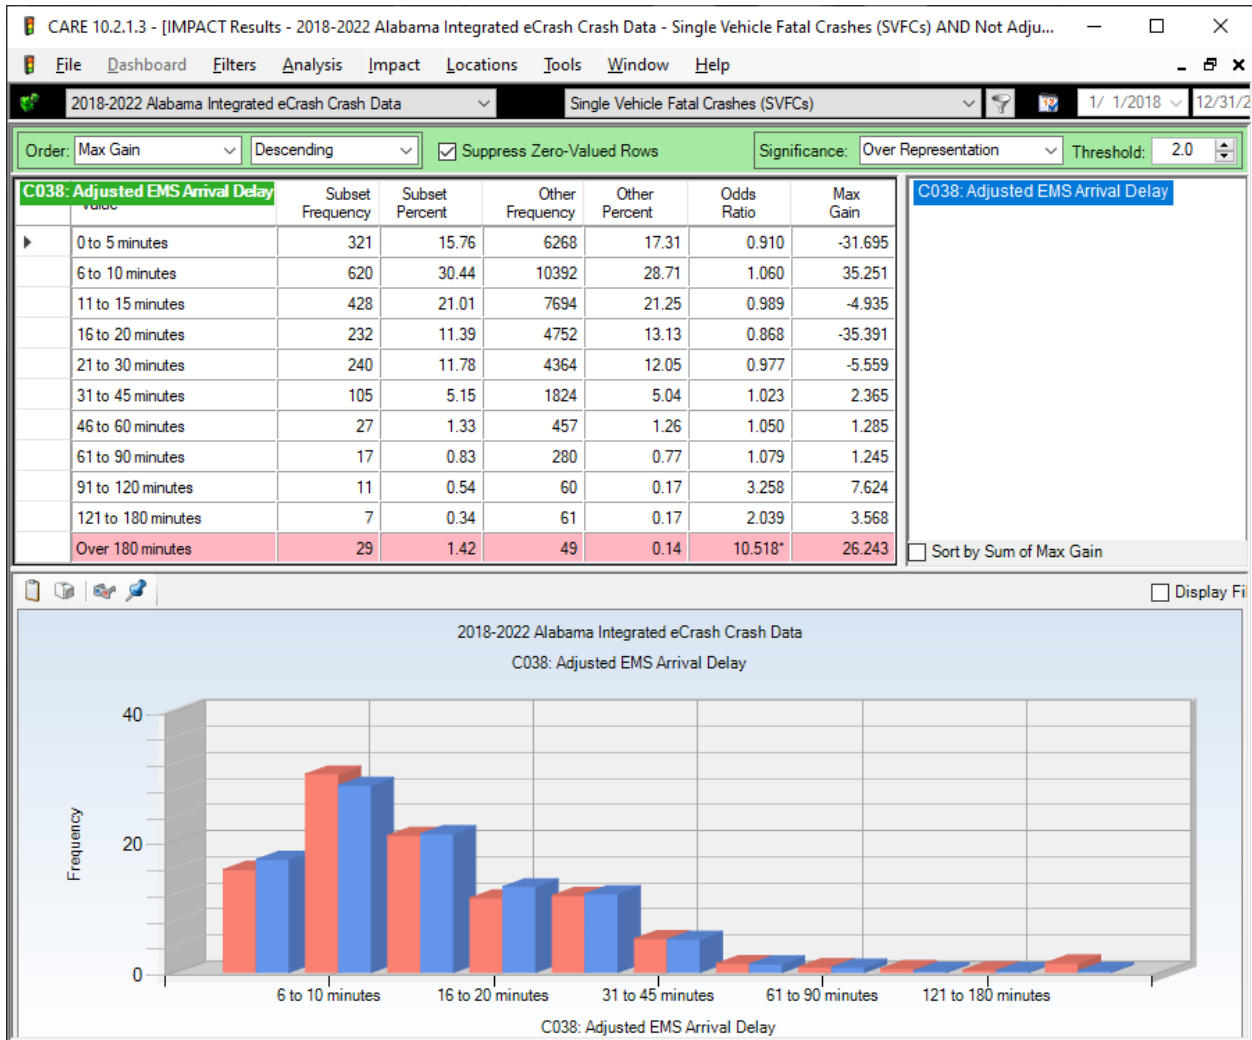 CARE 10.2.1.3 - [IMPACT Results - 2018-2022 Alabama Integrated eCrash Crash Data - Single Vehicle Fatal Crashes (SVFCs) AND Not Adju...
File Dashboard Filters Analysis Impact Locations Tools Window Help
2018-2022 Alabama Integrated eCrash Crash Data Single Vehicle Fatal Crashes (SVFCs) 1/ 1/2018 12/31/2
Order: Max Gain Descending Suppress Zero-Valued Rows Significance: Over Representation Threshold: 2.0
C038: Adjusted EMS Arrival Delay Subset Frequency Subset Percent Other Frequency Other Percent Odds Ratio Max Gain C038: Adjusted EMS Arrival Delay
0 to 5 minutes 321 15.76 6268 17.31 0.910 -31.695
6 to 10 minutes 620 30.44 10392 28.71 1.060 35.251
11 to 15 minutes 428 21.01 7694 21.25 0.989 -4.935
16 to 20 minutes 232 11.39 4752 13.13 0.868 -35.391
21 to 30 minutes 240 11.78 4364 12.05 0.977 -5.559
31 to 45 minutes 105 5.15 1824 5.04 1.023 2.365
46 to 60 minutes 27 1.33 457 1.26 1.050 1.285
61 to 90 minutes 17 0.83 280 0.77 1.079 1.245
91 to 120 minutes 11 0.54 60 0.17 3.258 7.624
121 to 180 minutes 7 0.34 61 0.17 2.039 3.568
Over 180 minutes 29 1.42 49 0.14 10.518* 26.243 Sort by Sum of Max Gain
Display Fil
2018-2022 Alabama Integrated eCrash Crash Data
C038: Adjusted EMS Arrival Delay
40
20
0
Frequency
6 to 10 minutes 16 to 20 minutes 31 to 45 minutes 61 to 90 minutes 121 to 180 minutes
C038: Adjusted EMS Arrival Delay